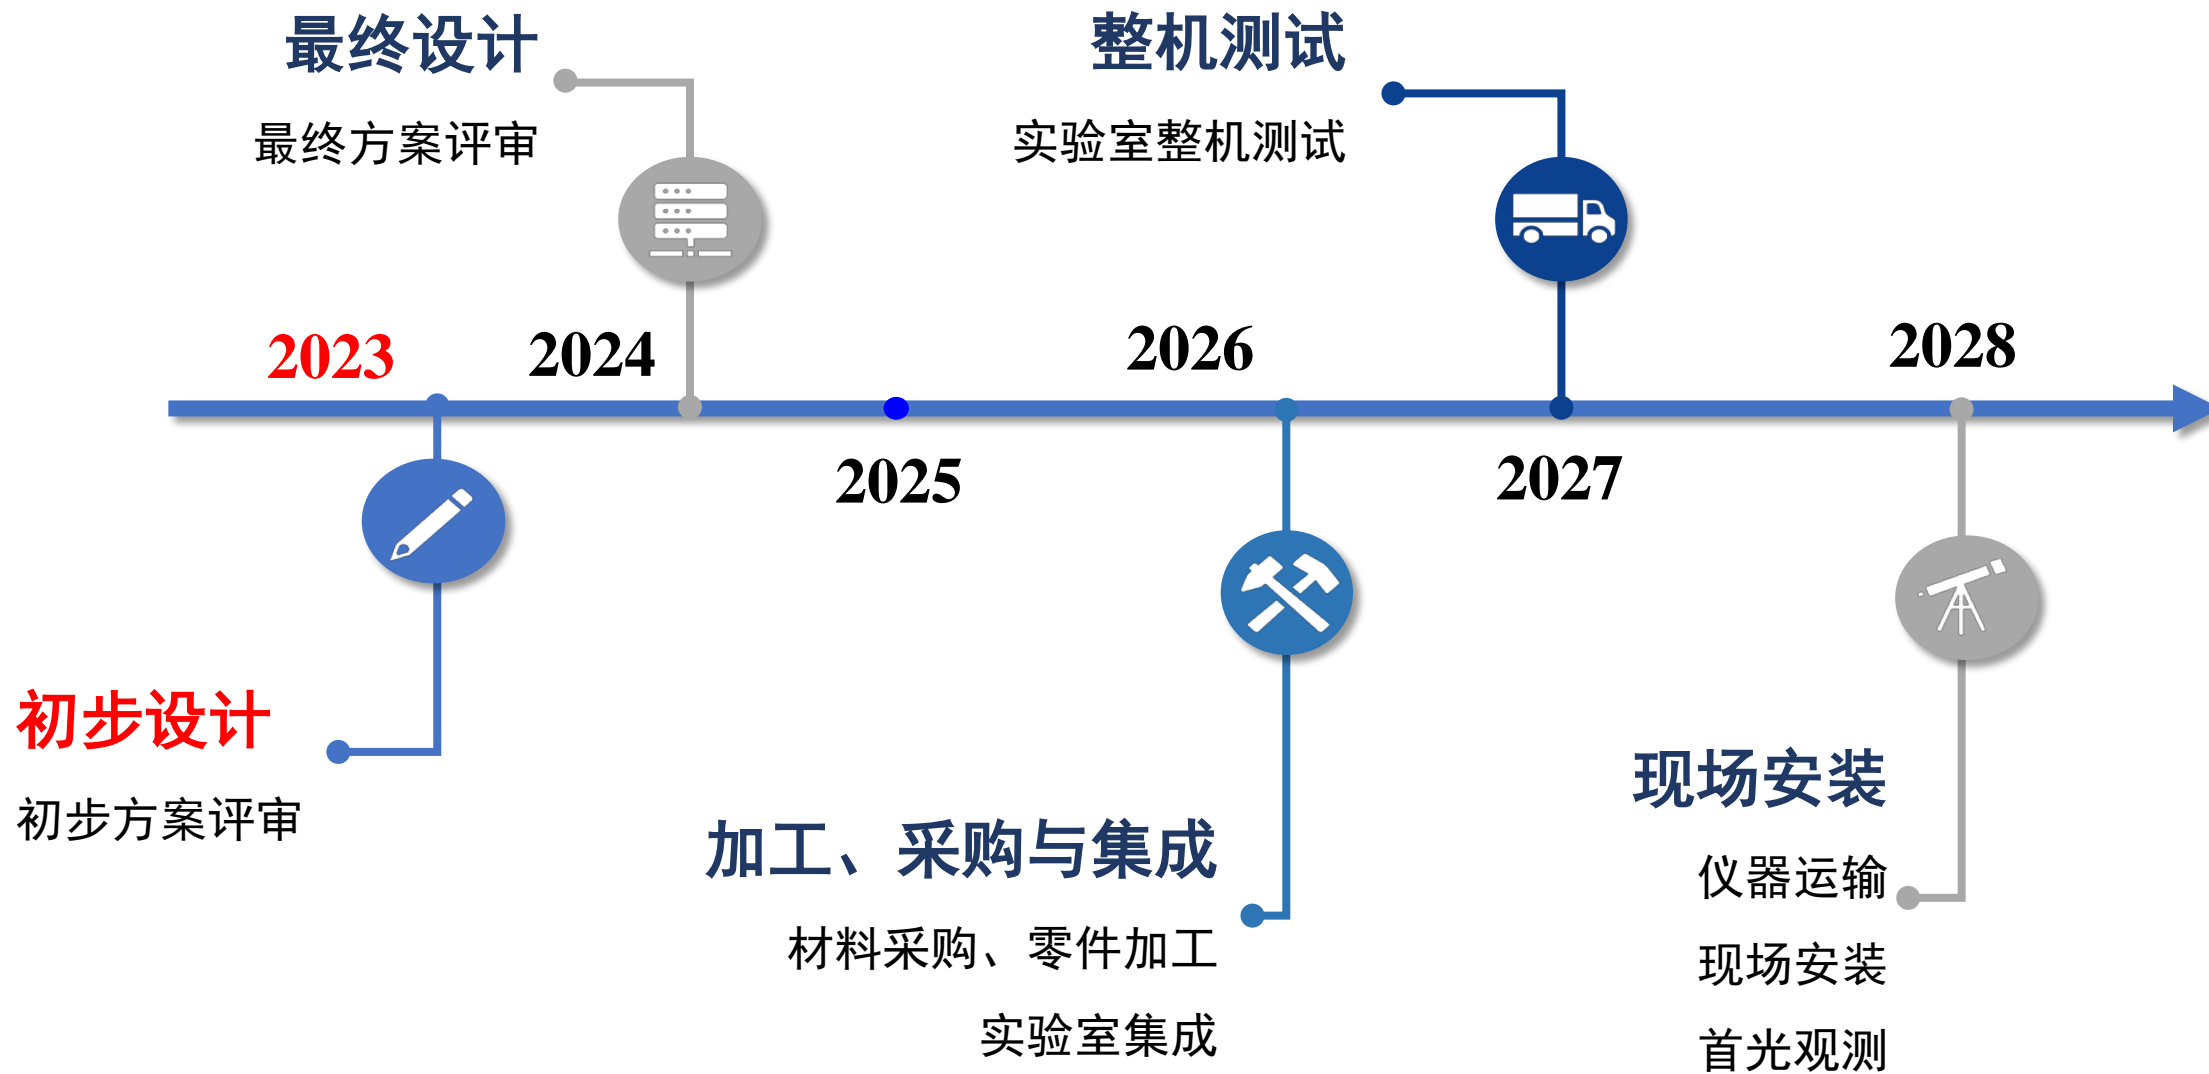 最终设计
最终方案评审
整机测试
实验室整机测试
2023
2024
2025
2026
2027
2028
初步设计
初步方案评审
加工、采购与集成
材料采购、零件加工
实验室集成
现场安装
仪器运输
现场安装
首光观测